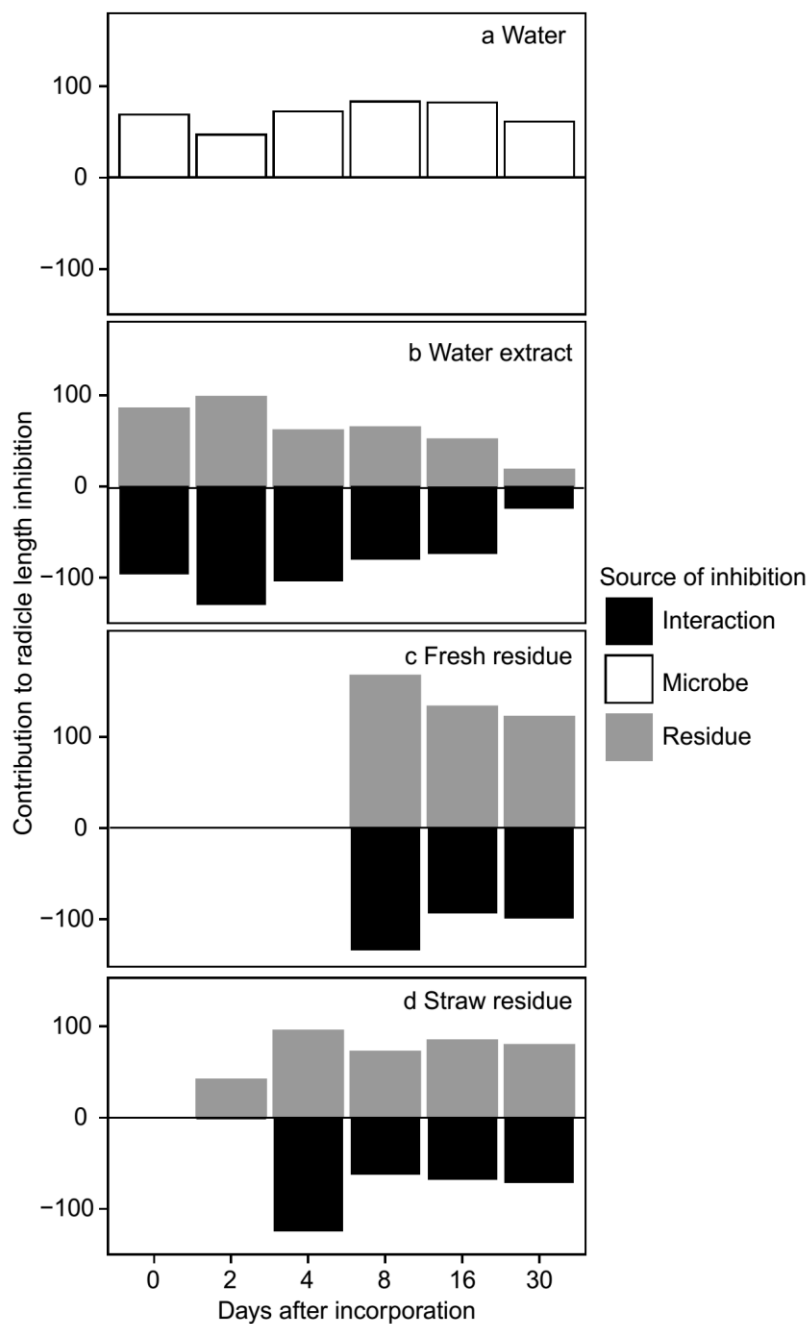 a Water
100
0
−100
b Water extract
100
0
−100
c Fresh residue
100
0
−100
d Straw residue
100
0
−100
0 2 4 8 16 30
Days after incorporation
Contribution to radicle length inhibition
Source of inhibition
Interaction
Microbe
Residue